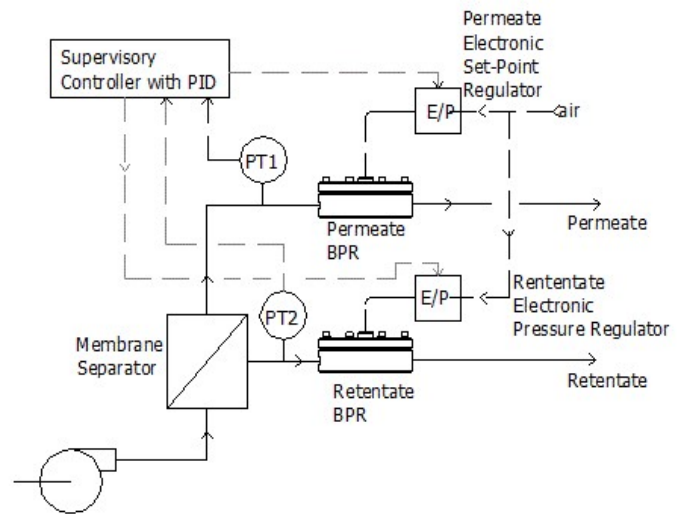 Permeate
Electronic
Set-Point
Regulator
Supervisory
Controller with PID
E/P
air
PT1
Permeate
BPR
Permeate
E/P
Rententate
Electronic
Pressure Regulator
PT2
Membrane
Separator
Retentate
BPR
Retentate